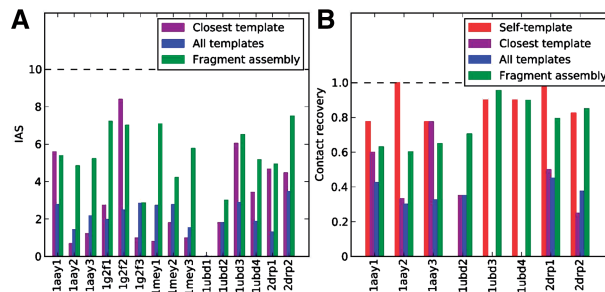 A
Closest template
All templates
Fragment assembly
IAS
10
8
6
4
2
0
1aay1
1aay2
1aay3
1g2f1
1g2f2
1g2f3
1mey1
1mey2
1mey3
1ubd1
1ubd2
1ubd3
1ubd4
2drp1
2drp2
B
Self-template
Closest template
All templates
Fragment assembly
Contact recovery
1.0
0.8
0.6
0.4
0.2
0
1aay1
1aay2
1aay3
1ubd2
1ubd3
1ubd4
2drp1
2drp2